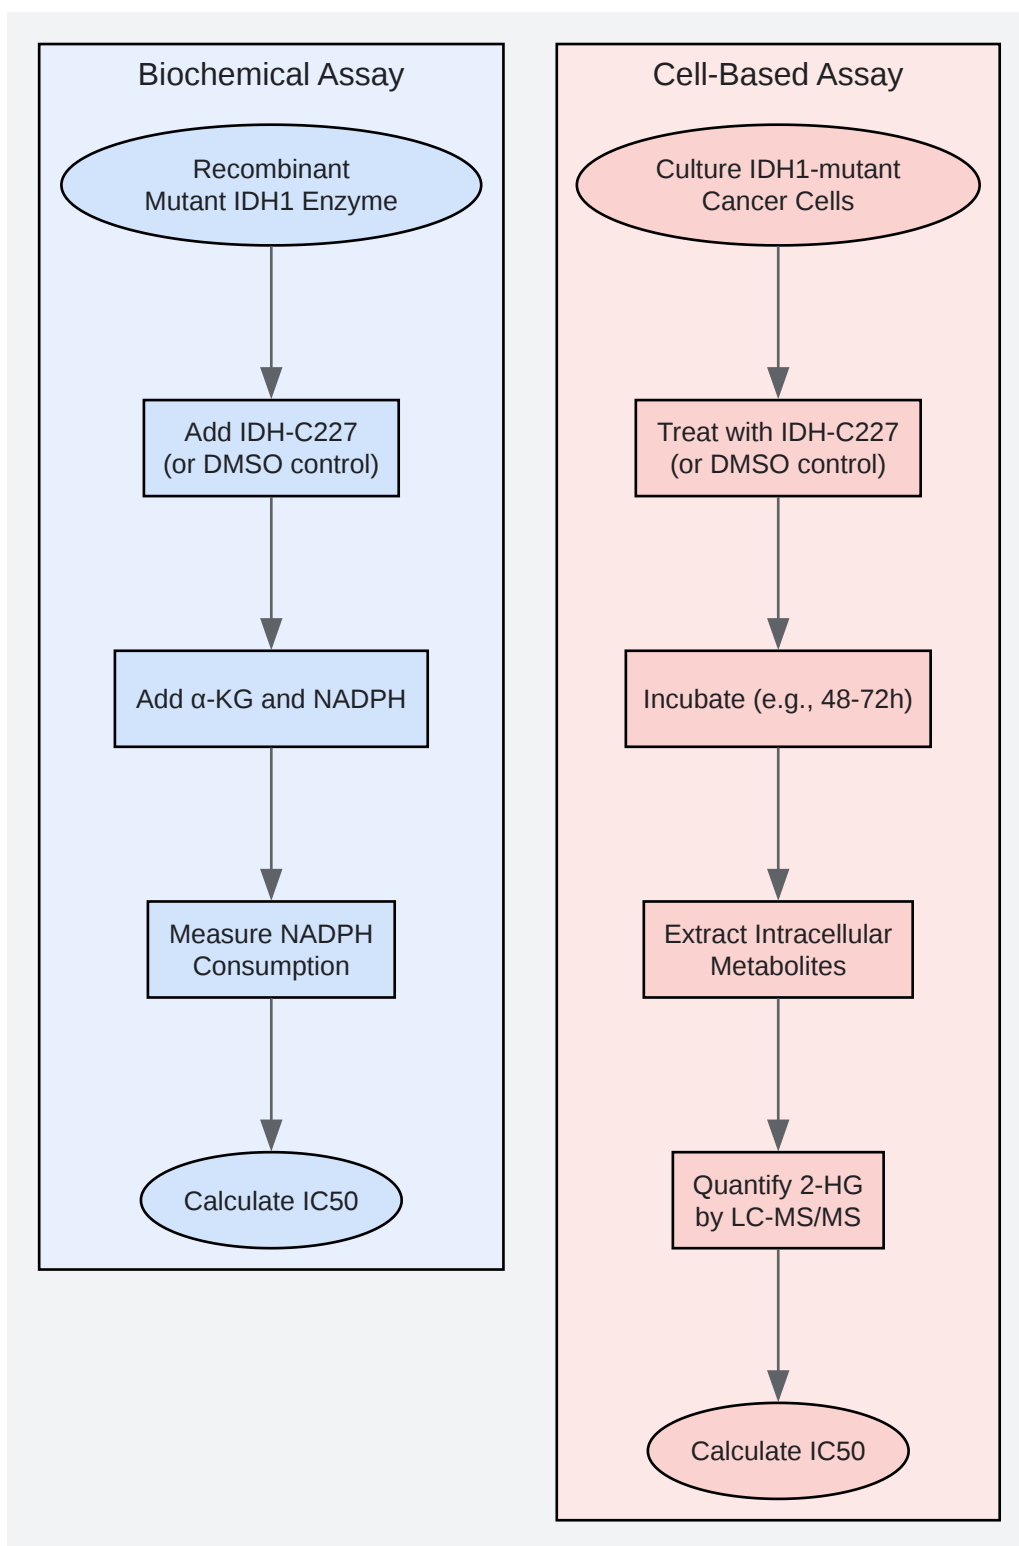 Biochemical Assay
Recombinant
Mutant IDH1 Enzyme
Add IDH-C227
(or DMSO control)
Add α-KG and NADPH
Measure NADPH
Consumption
Calculate IC50
Cell-Based Assay
Culture IDH1-mutant
Cancer Cells
Treat with IDH-C227
(or DMSO control)
Incubate (e.g., 48-72h)
Extract Intracellular
Metabolites
Quantify 2-HG
by LC-MS/MS
Calculate IC50